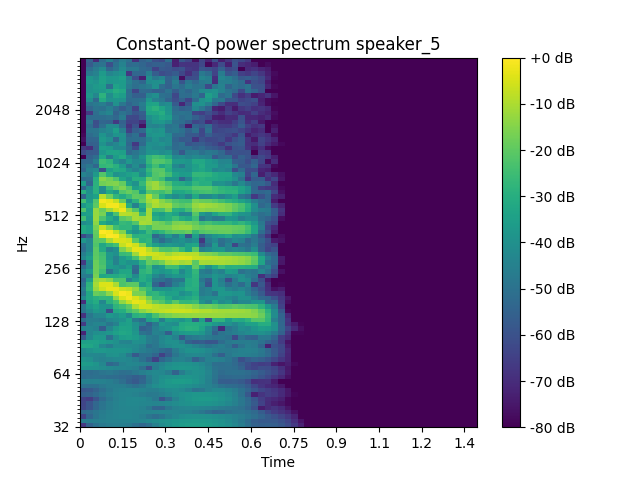 Constant-Q power spectrum speaker_5
Hz
2048
1024
512
256
128
64
32
0 0.15 0.3 0.45 0.6 0.75 0.9 1.1 1.2 1.4
Time
+0 dB
-10 dB
-20 dB
-30 dB
-40 dB
-50 dB
-60 dB
-70 dB
-80 dB